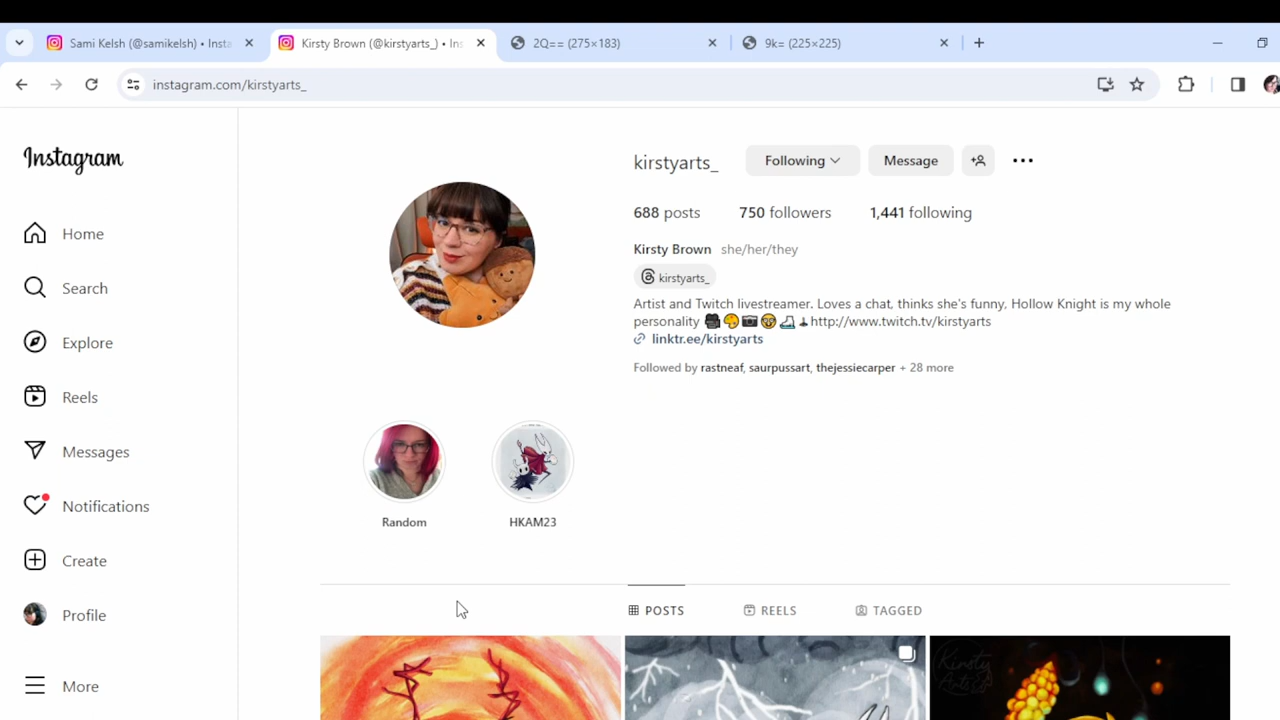 Sami Kelsh (@samikelsh) • Insta
Kirsty Brown (@kirstyarts_) • Ins
2Q== (275×183)
9k= (225×225)
instagram.com/kirstyarts_
Instagram
Home
Search
Explore
Reels
Messages
Notifications
Create
Profile
More
kirstyarts_
Following
Message
688 posts
750 followers
1,441 following
Kirsty Brown she/her/they
kirstyarts_
Artist and Twitch livestreamer. Loves a chat, thinks she's funny, Hollow Knight is my whole
personality 🎥🎨📷🤓⛸🕹http://www.twitch.tv/kirstyarts
linktr.ee/kirstyarts
Followed by rastneaf, saurpussart, thejessiecarper + 28 more
Random
HKAM23
POSTS
REELS
TAGGED
Kirsty